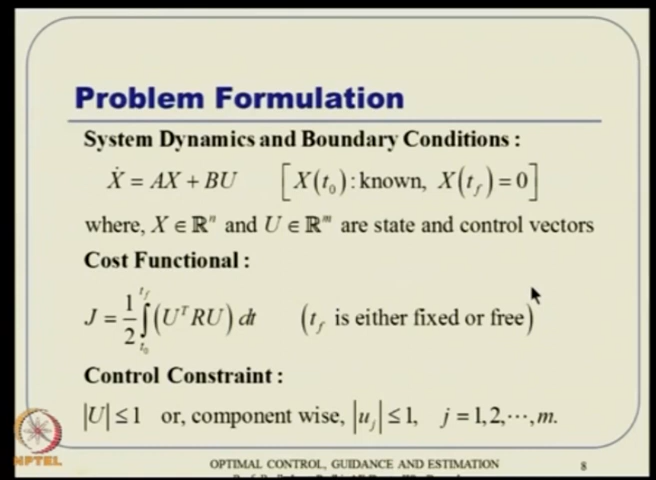 Problem Formulation
System Dynamics and Boundary Conditions :
Ẋ = AX + BU [X(t₀) : known, X(t_f) = 0]
where, X ∈ ℝⁿ and U ∈ ℝᵐ are state and control vectors
Cost Functional :
J = 1/2 ∫_{t₀}^{t_f} (UᵀRU) dt (t_f is either fixed or free)
Control Constraint :
|U| ≤ 1 or, component wise, |u_j| ≤ 1, j = 1, 2, ⋯, m.
NPTEL
OPTIMAL CONTROL, GUIDANCE AND ESTIMATION
8